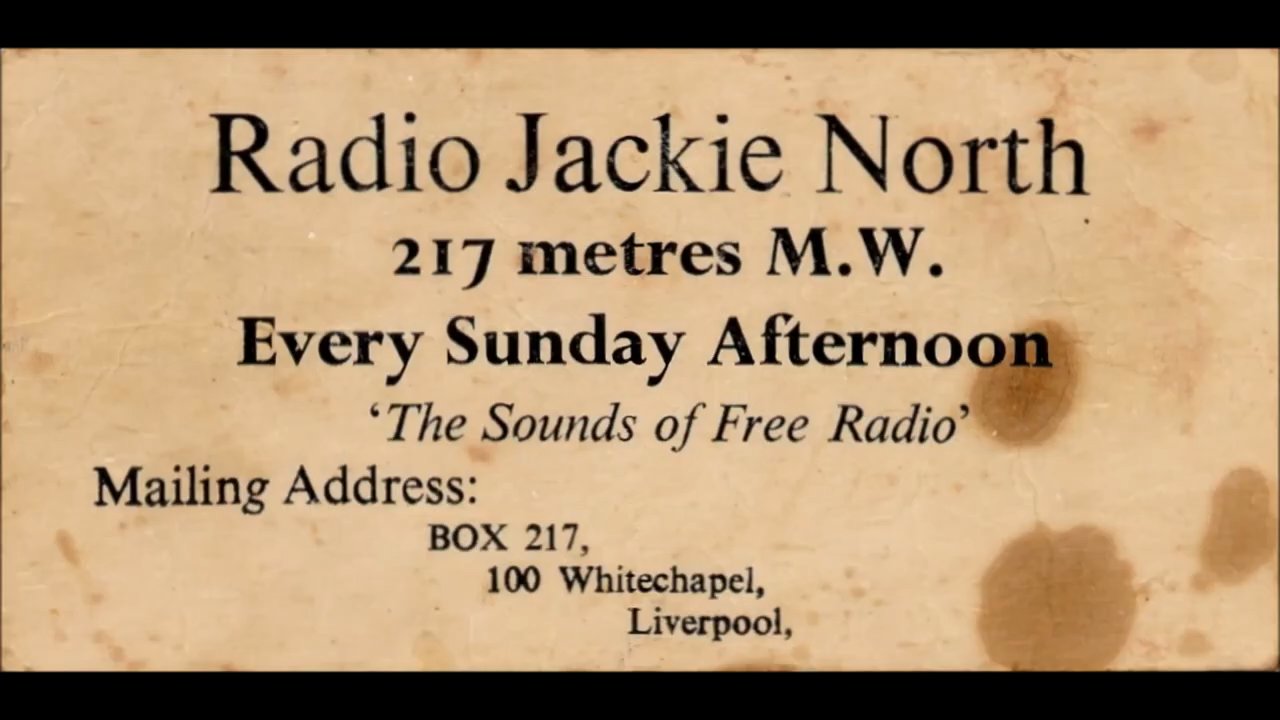 Radio Jackie North
217 metres M.W.
Every Sunday Afternoon
‘The Sounds of Free Radio’
Mailing Address:
BOX 217,
100 Whitechapel,
Liverpool,